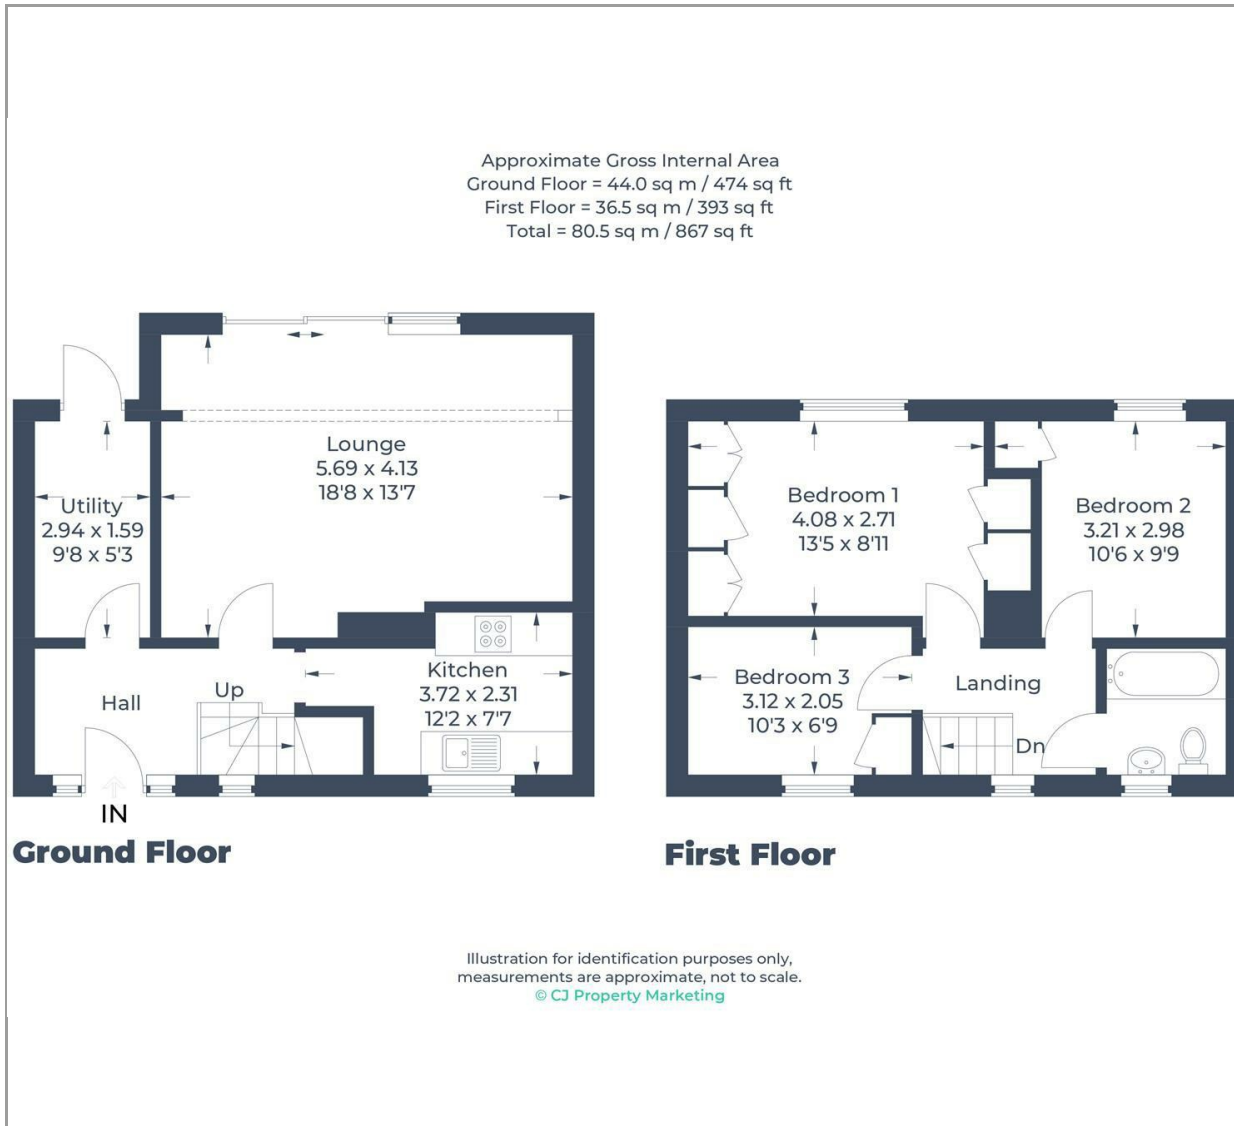 Approximate Gross Internal Area
Ground Floor = 44.0 sq m / 474 sq ft
First Floor = 36.5 sq m / 393 sq ft
Total = 80.5 sq m / 867 sq ft
Lounge
5.69 x 4.13
18'8 x 13'7
Utility
2.94 x 1.59
9'8 x 5'3
Kitchen
3.72 x 2.31
12'2 x 7'7
Up
Hall
IN
Ground Floor
Bedroom 1
4.08 x 2.71
13'5 x 8'11
Bedroom 2
3.21 x 2.98
10'6 x 9'9
Bedroom 3
3.12 x 2.05
10'3 x 6'9
Landing
Dn
First Floor
Illustration for identification purposes only,
measurements are approximate, not to scale.
© CJ Property Marketing